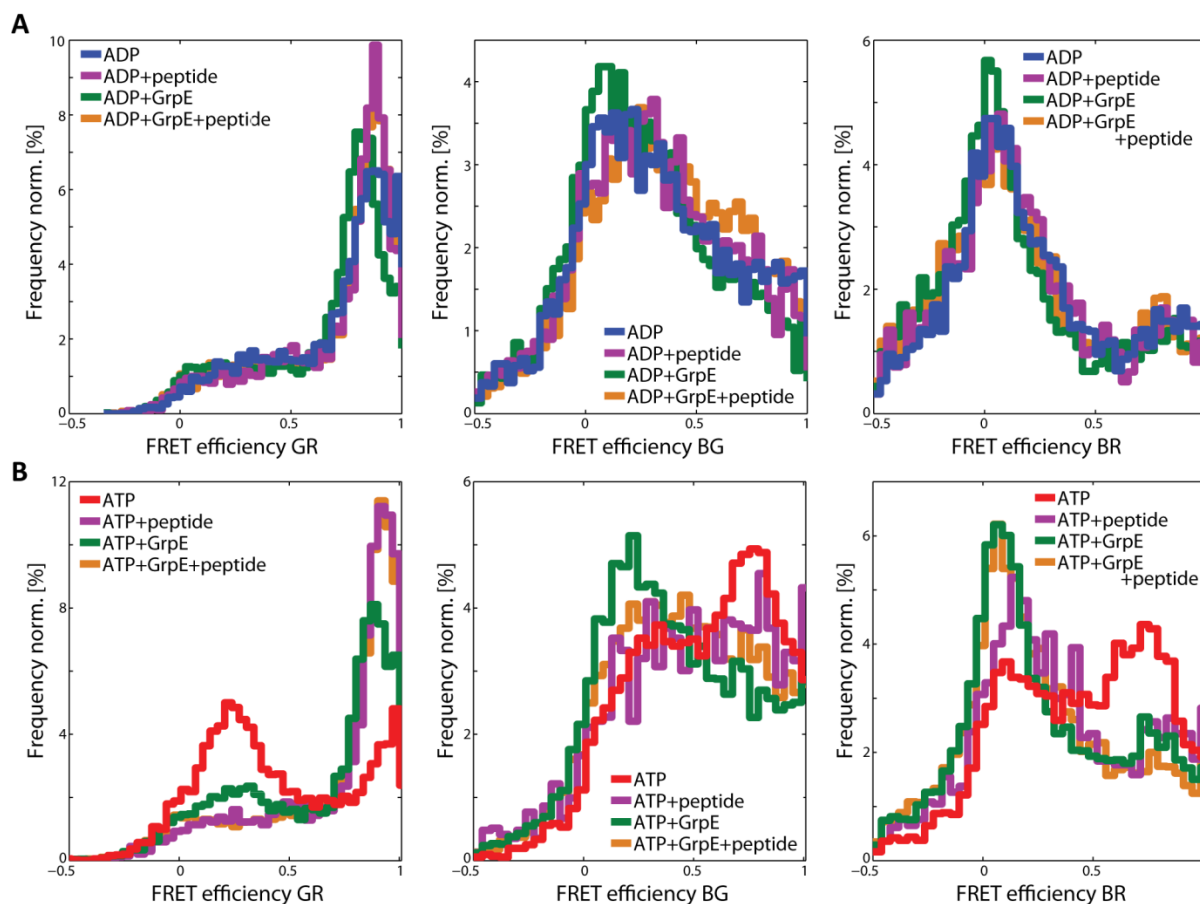 A
Frequency norm. [%]
10
8
6
4
2
0
ADP
ADP+peptide
ADP+GrpE
ADP+GrpE+peptide
−0.5
0
0.5
1
FRET efficiency GR
Frequency norm. [%]
4
3
2
1
0
ADP
ADP+peptide
ADP+GrpE
ADP+GrpE+peptide
−0.5
0
0.5
1
FRET efficiency BG
Frequency norm. [%]
6
4
2
0
ADP
ADP+peptide
ADP+GrpE
+peptide
−0.5
0
0.5
FRET efficiency BR
B
Frequency norm. [%]
12
8
4
0
ATP
ATP+peptide
ATP+GrpE
ATP+GrpE+peptide
−0.5
0
0.5
1
FRET efficiency GR
Frequency norm. [%]
6
4
2
0
ATP
ATP+peptide
ATP+GrpE
ATP+GrpE+peptide
−0.5
0
0.5
1
FRET efficiency BG
Frequency norm. [%]
6
4
2
0
ATP
ATP+peptide
ATP+GrpE
ATP+GrpE
+peptide
−0.5
0
0.5
FRET efficiency BR